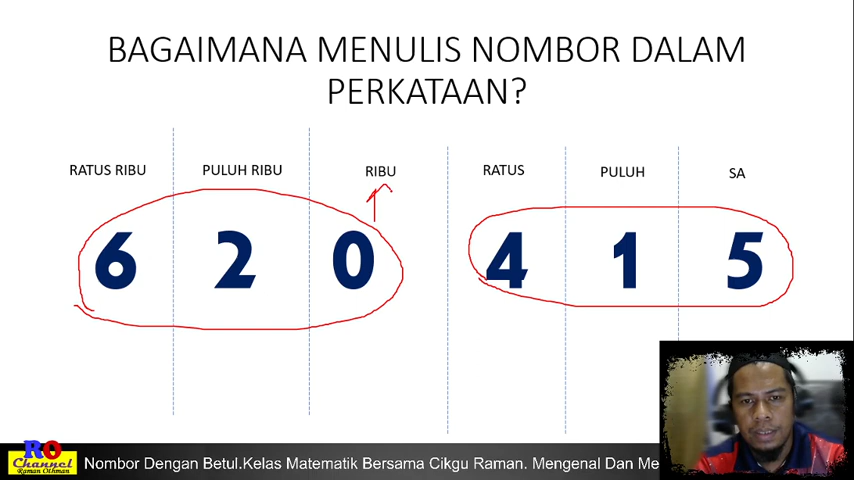 BAGAIMANA MENULIS NOMBOR DALAM
PERKATAAN?
RATUS RIBU PULUH RIBU RIBU RATUS PULUH SA
6 2 0 4 1 5
RO
Channel
Raman Othman
Nombor Dengan Betul.Kelas Matematik Bersama Cikgu Raman. Mengenal Dan Me